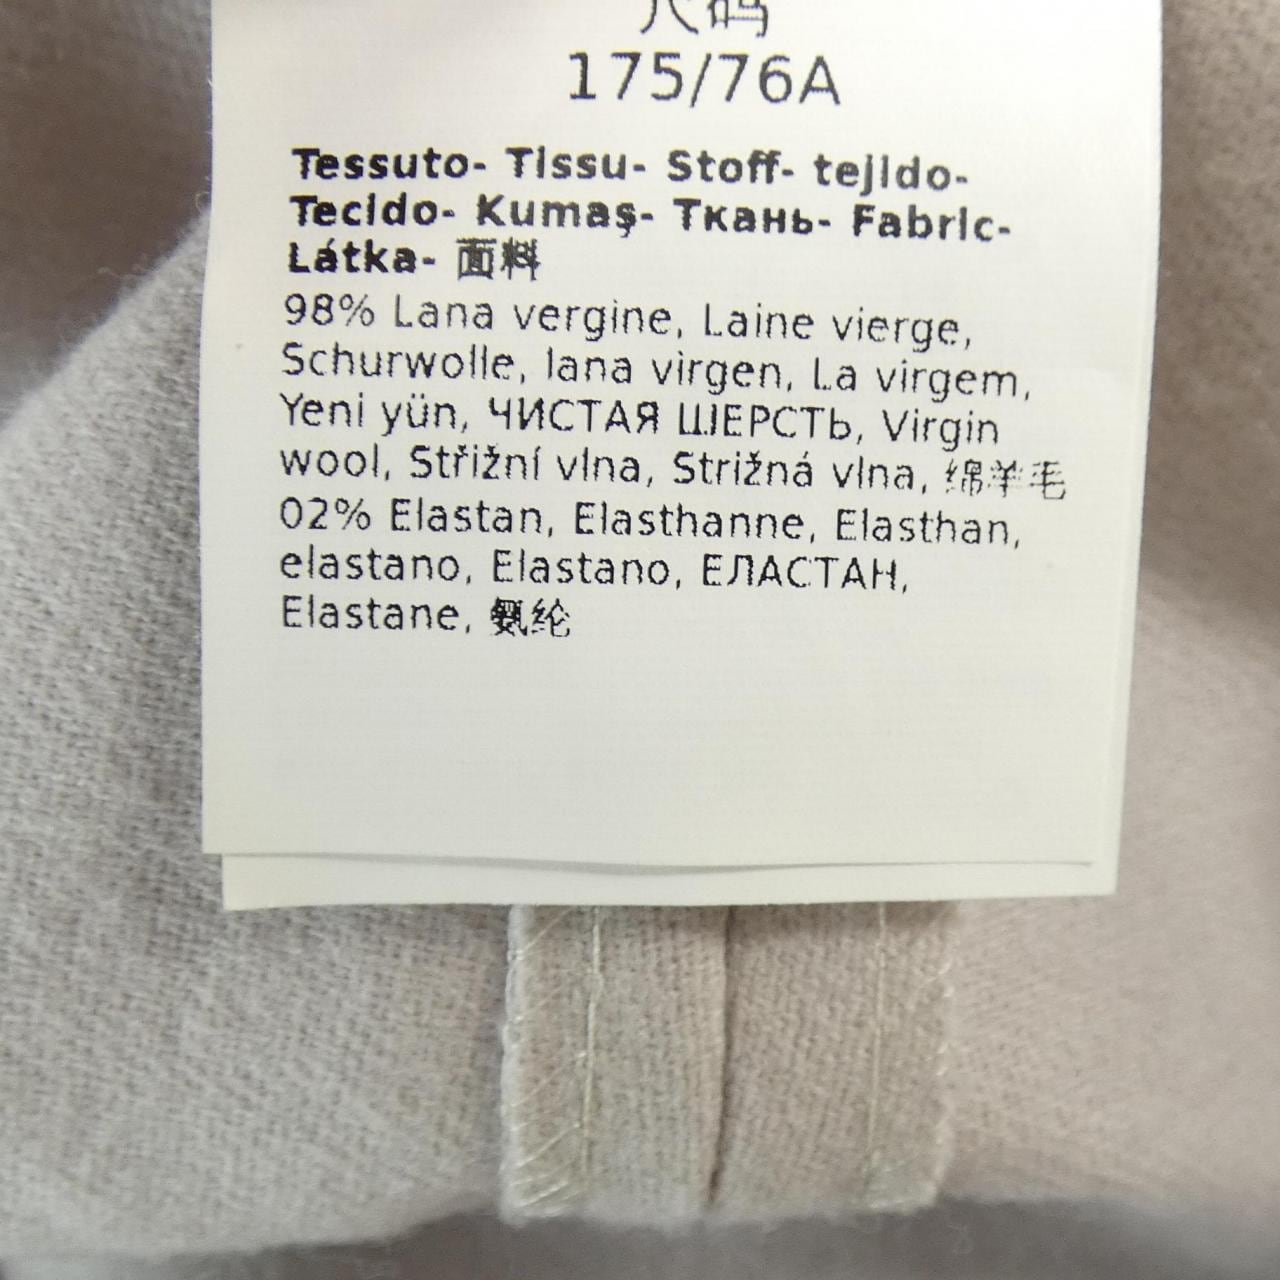 尺码
175/76A
Tessuto- Tissu- Stoff- tejido-
Tecido- Kumaş- Ткань- Fabric-
Látka- 面料
98% Lana vergine, Laine vierge,
Schurwolle, lana virgen, La virgem,
Yeni yün, ЧИСТАЯ ШЕРСТЬ, Virgin
wool, Střižní vlna, Strižná vlna, 绵羊毛
02% Elastan, Elasthanne, Elasthan,
elastano, Elastano, ЕЛАСТАН,
Elastane, 氨纶